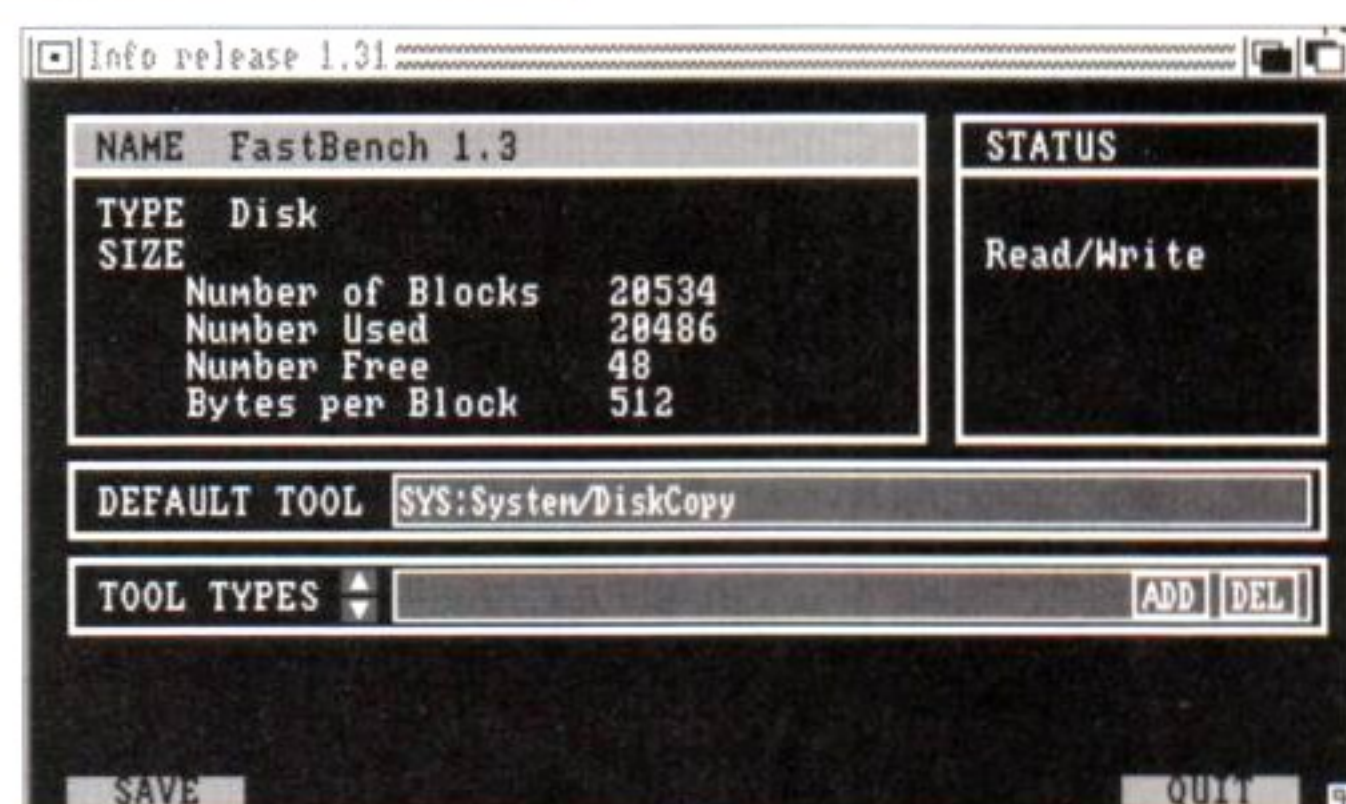 Info release 1.31
NAME FastBench 1.3
STATUS
TYPE Disk
SIZE
Read/Write
Number of Blocks 20534
Number Used 20486
Number Free 48
Bytes per Block 512
DEFAULT TOOL SYS:System/DiskCopy
TOOL TYPES ADD DEL
SAVE QUIT